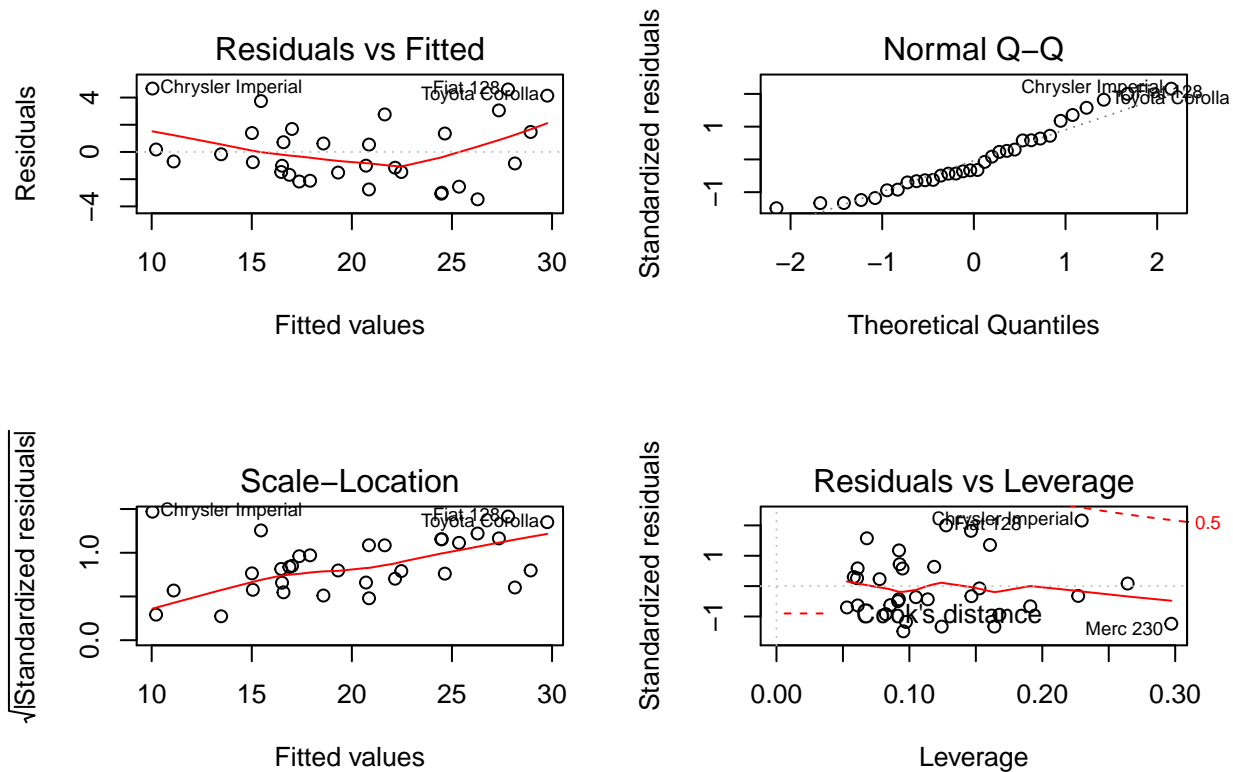 Residuals vs Fitted
Residuals
4
0
−4
Chrysler Imperial
Fiat 128
Toyota Corolla
10 15 20 25 30
Fitted values
Normal Q−Q
Standardized residuals
1
−1
Chrysler Imperial
Fiat 128
Toyota Corolla
−2 −1 0 1 2
Theoretical Quantiles
Scale−Location
√|Standardized residuals|
1.0
0.0
Chrysler Imperial
Fiat 128
Toyota Corolla
10 15 20 25 30
Fitted values
Residuals vs Leverage
Standardized residuals
1
−1
Chrysler Imperial
Fiat 128
0.5
Cook's distance
Merc 230
0.00 0.10 0.20 0.30
Leverage